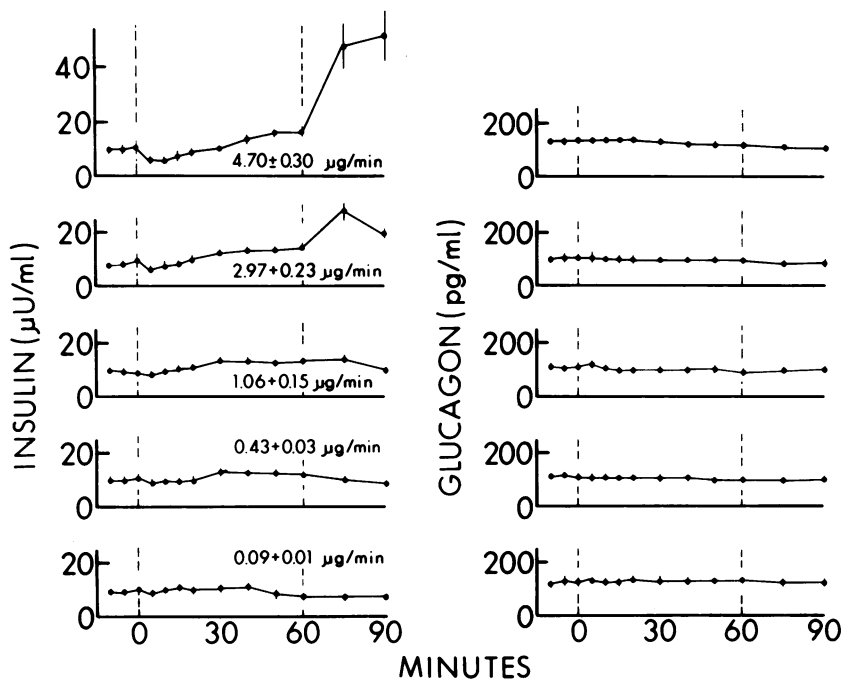 INSULIN (µU/ml)
40
20
0
4.70±0.30 µg/min
20
0
2.97+0.23 µg/min
20
0
1.06+0.15 µg/min
20
0
0.43+0.03 µg/min
20
0
0.09+0.01 µg/min
0 30 60 90
GLUCAGON (pg/ml)
200
0
200
0
200
0
200
0
200
0
0 30 60 90
MINUTES